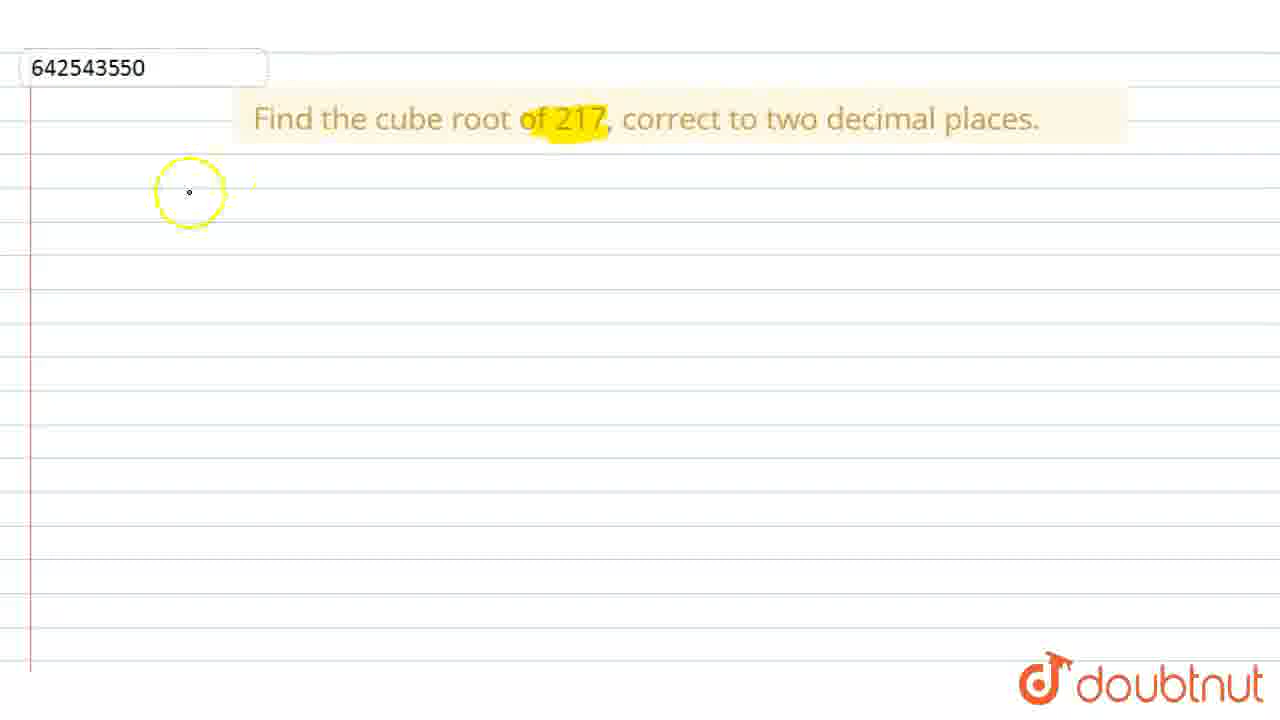 642543550
Find the cube root of 217, correct to two decimal places.
doubtnut